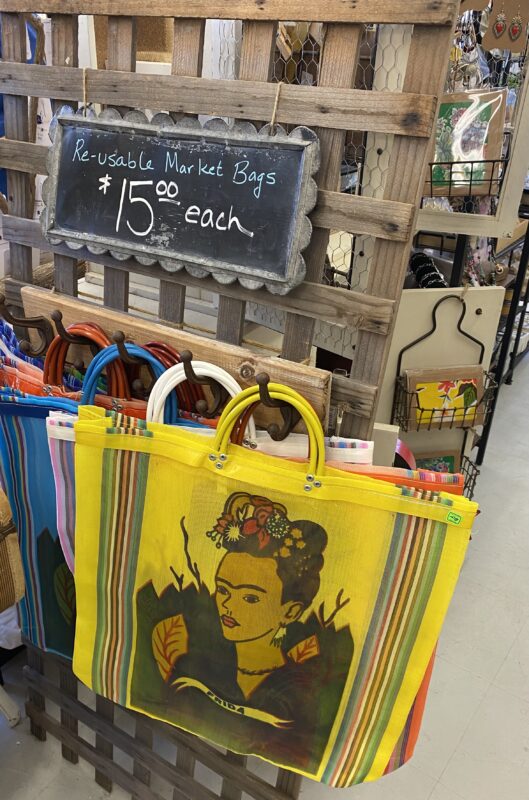 Re-usable Market Bags
$15.00 each
FRIDA